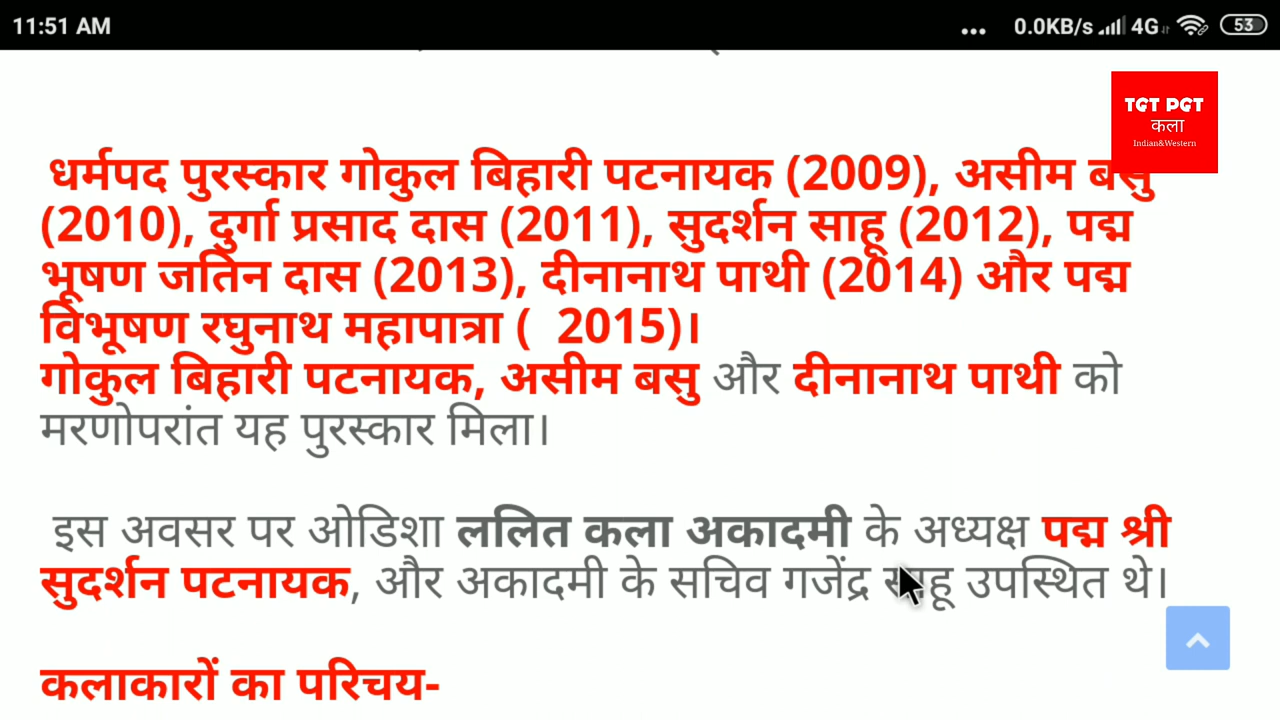 11:51 AM
... 0.0KB/s 4G 53
TGT PGT
कला
Indian&Western
धर्मपद पुरस्कार गोकुल बिहारी पटनायक (2009), असीम बसु
(2010), दुर्गा प्रसाद दास (2011), सुदर्शन साहू (2012), पद्म
भूषण जतिन दास (2013), दीनानाथ पाथी (2014) और पद्म
विभूषण रघुनाथ महापात्रा ( 2015)।
गोकुल बिहारी पटनायक, असीम बसु और दीनानाथ पाथी को
मरणोपरांत यह पुरस्कार मिला।
इस अवसर पर ओडिशा ललित कला अकादमी के अध्यक्ष पद्म श्री
सुदर्शन पटनायक, और अकादमी के सचिव गजेंद्र साहू उपस्थित थे।
कलाकारों का परिचय-